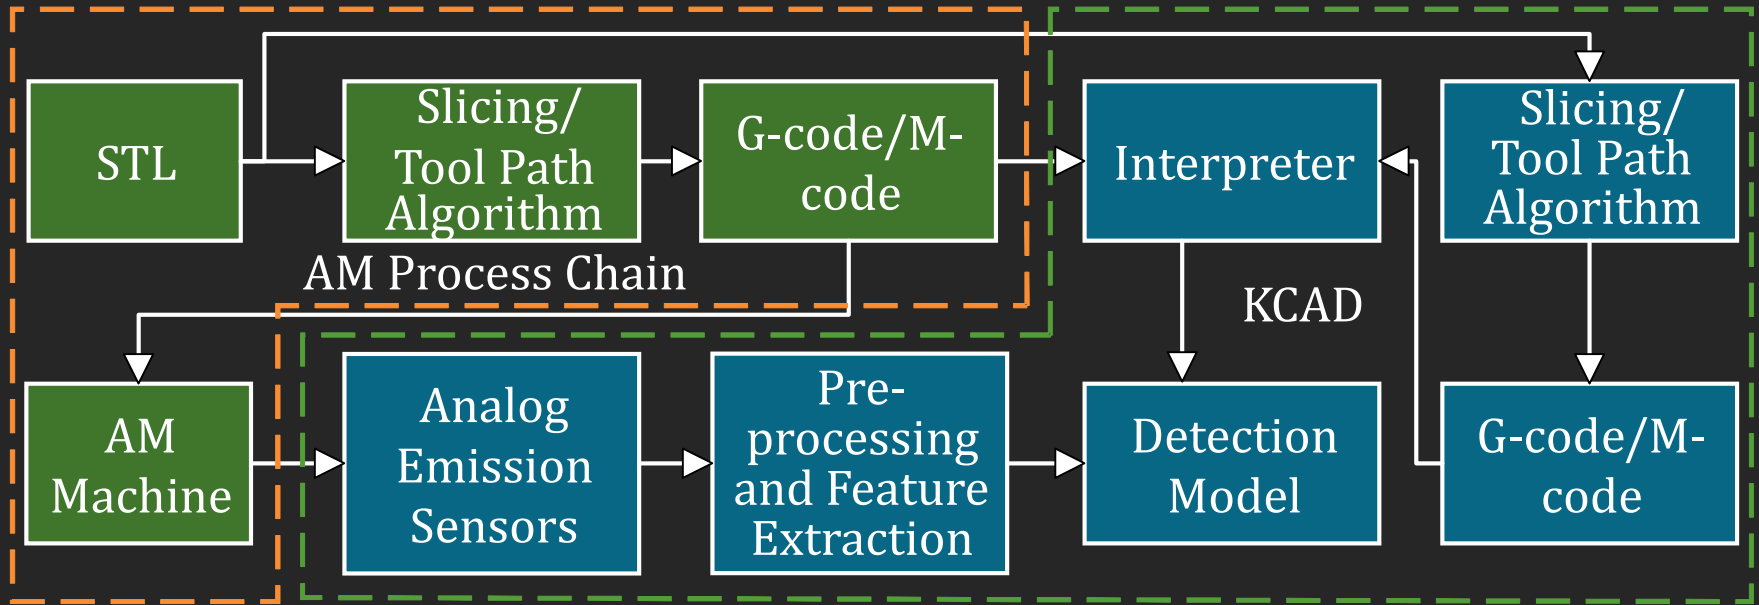 STL
Slicing/
Tool Path
Algorithm
G-code/M-
code
Interpreter
Slicing/
Tool Path
Algorithm
AM Process Chain
KCAD
AM
Machine
Analog
Emission
Sensors
Pre-
processing
and Feature
Extraction
Detection
Model
G-code/M-
code